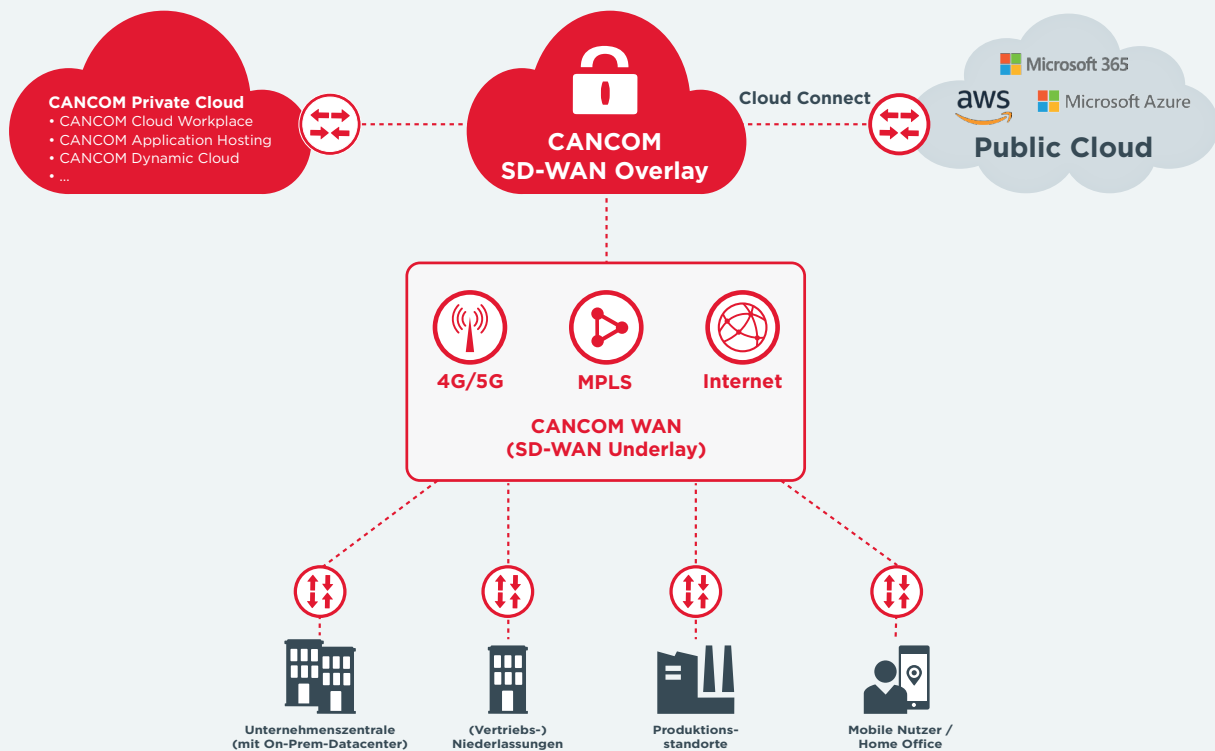 CANCOM Private Cloud
• CANCOM Cloud Workplace
• CANCOM Application Hosting
• CANCOM Dynamic Cloud
• ...
CANCOM
SD-WAN Overlay
Cloud Connect
Microsoft 365
aws
Microsoft Azure
Public Cloud
4G/5G
MPLS
Internet
CANCOM WAN
(SD-WAN Underlay)
Unternehmenszentrale
(mit On-Prem-Datacenter)
(Vertriebs-)
Niederlassungen
Produktions-
standorte
Mobile Nutzer /
Home Office